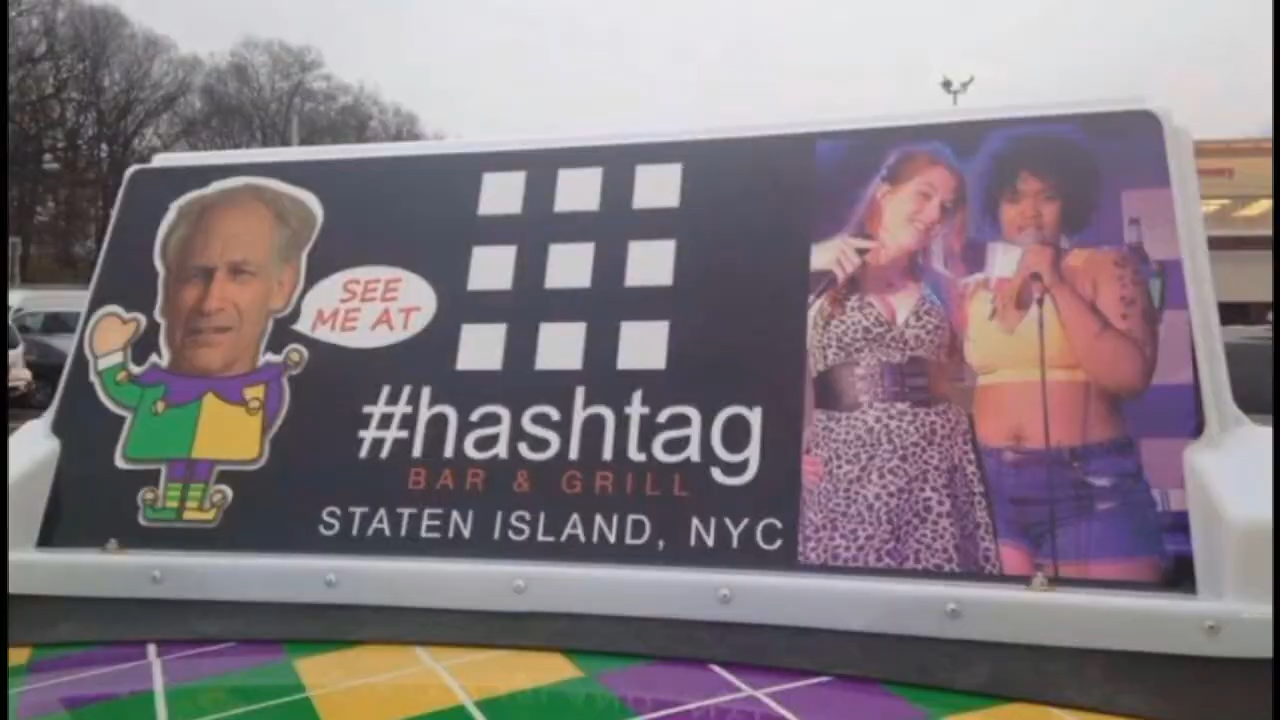 SEE
ME AT
#hashtag
BAR & GRILL
STATEN ISLAND, NYC